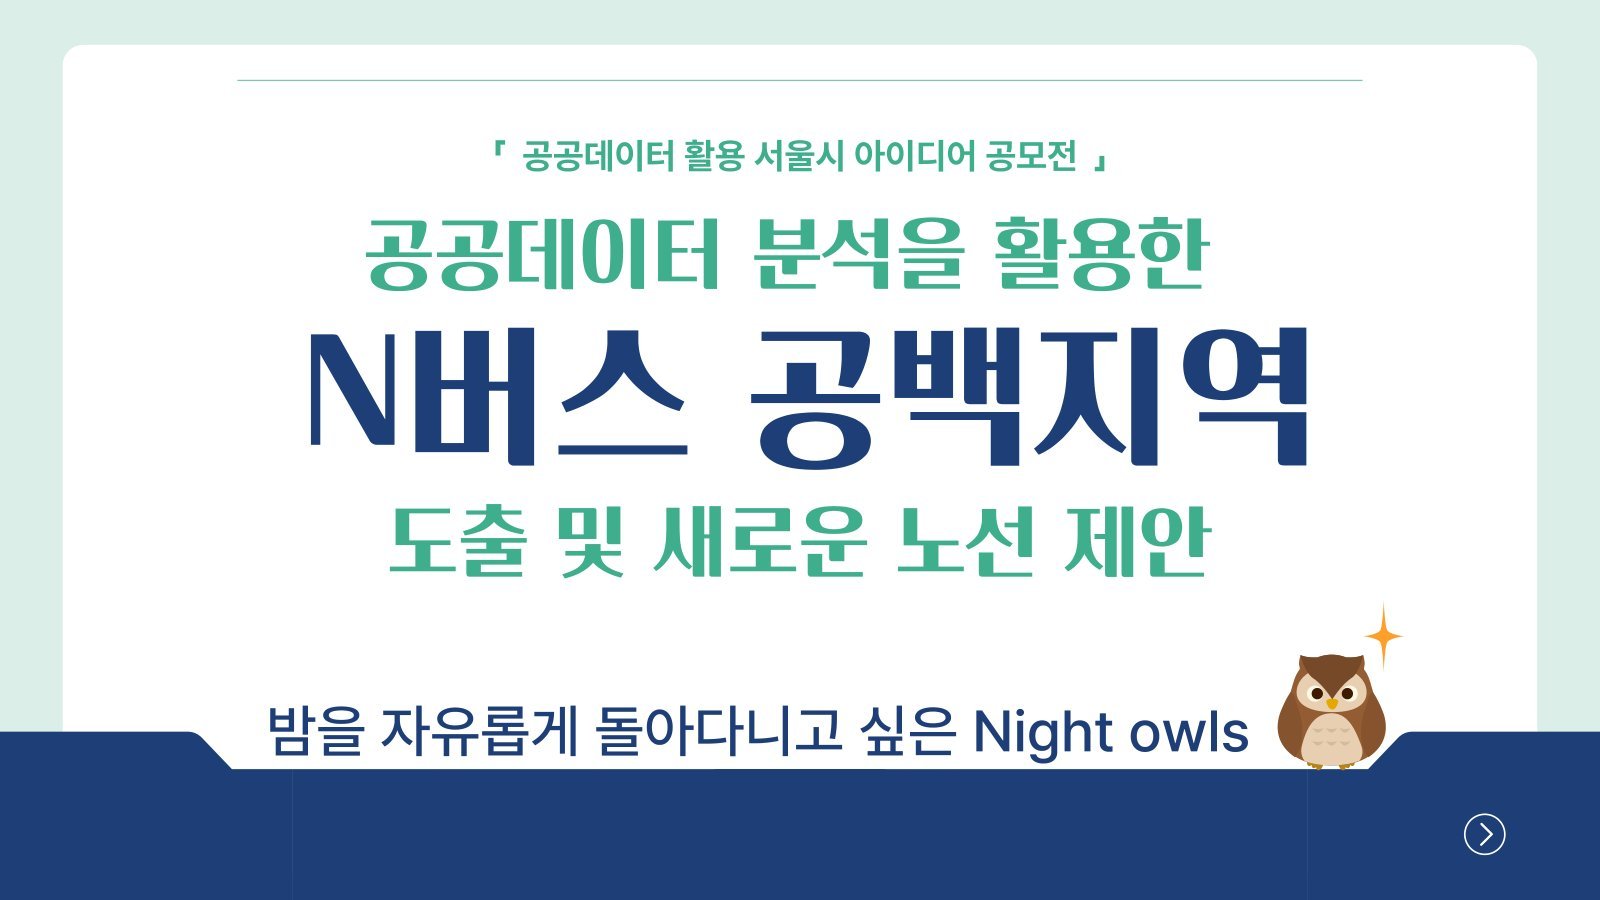 『 공공데이터 활용 서울시 아이디어 공모전 』
공공데이터 분석을 활용한
N버스 공백지역
도출 및 새로운 노선 제안
밤을 자유롭게 돌아다니고 싶은 Night owls